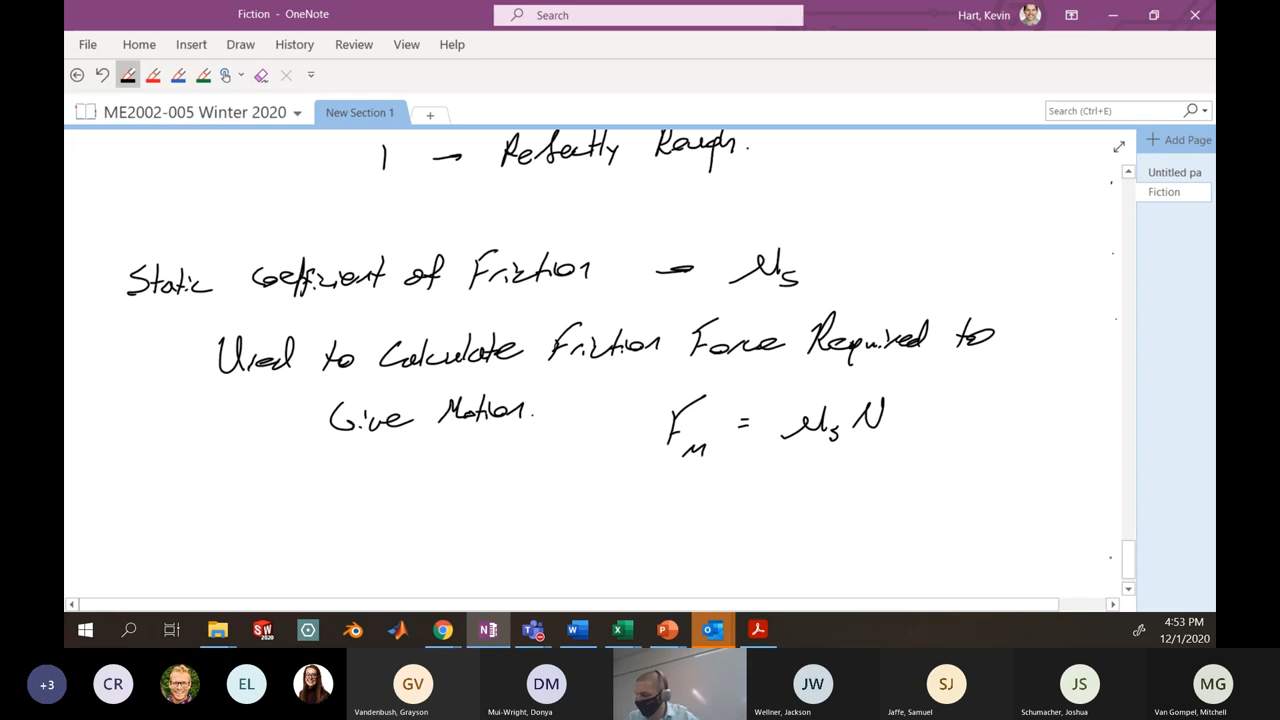 Fiction - OneNote
Search
Hart, Kevin
File Home Insert Draw History Review View Help
ME2002-005 Winter 2020
New Section 1
+
Search (Ctrl+E)
Add Page
Untitled pa
Fiction
1 → Perfectly Rough.
Static Coefficient of Friction → μs
Used to Calculate Friction Force Required to
Give Motion. Fμ = μs N
4:53 PM
12/1/2020
+3 CR EL GV DM JW SJ JS MG
Vandenbush, Grayson Mui-Wright, Donya Wellner, Jackson Jaffe, Samuel Schumacher, Joshua Van Gompel, Mitchell